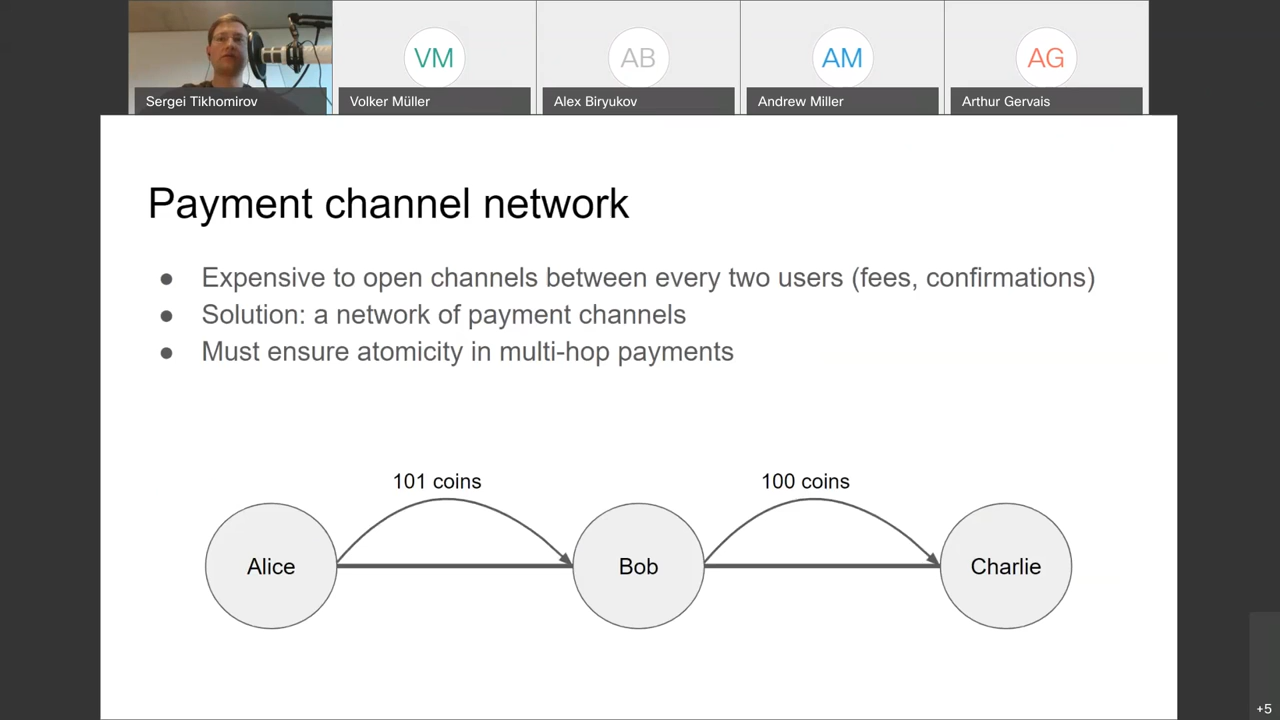 VM
AB
AM
AG
Sergei Tikhomirov
Volker Müller
Alex Biryukov
Andrew Miller
Arthur Gervais
Payment channel network
● Expensive to open channels between every two users (fees, confirmations)
● Solution: a network of payment channels
● Must ensure atomicity in multi-hop payments
101 coins
100 coins
Alice
Bob
Charlie
+5